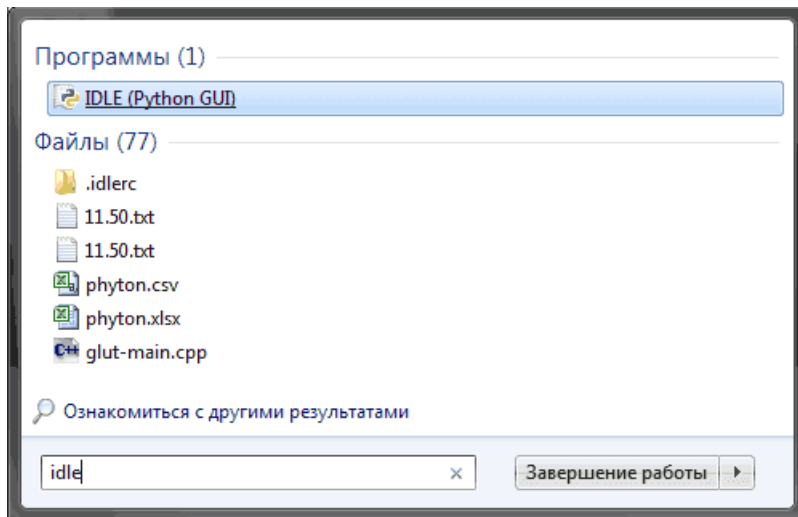 Программы (1)
IDLE (Python GUI)
Файлы (77)
.idlerc
11.50.txt
11.50.txt
phyton.csv
phyton.xlsx
C++ glut-main.cpp
Ознакомиться с другими результатами
idle × Завершение работы